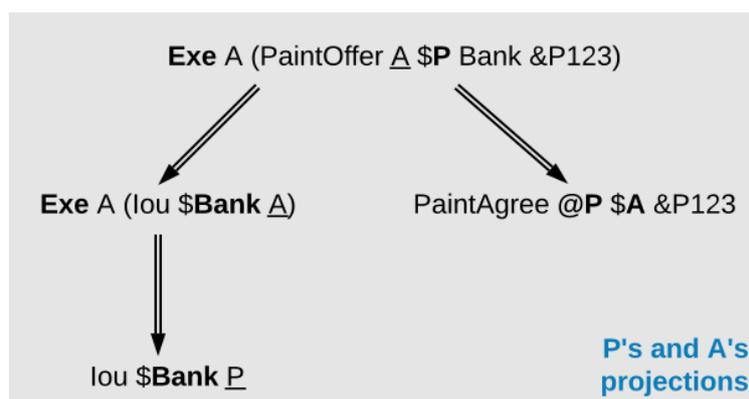 Exe A (PaintOffer A $P Bank &P123)
Exe A (Iou $Bank A)
PaintAgree @P $A &P123
Iou $Bank P
P's and A's
projections